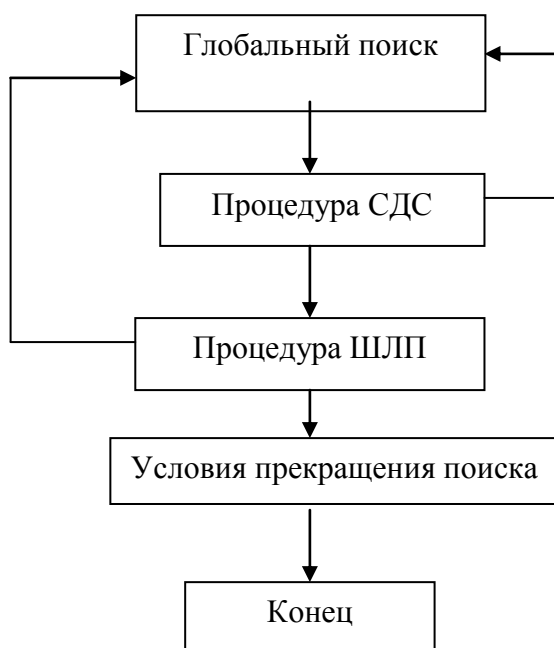 Глобальный поиск
Процедура СДС
Процедура ШЛП
Условия прекращения поиска
Конец